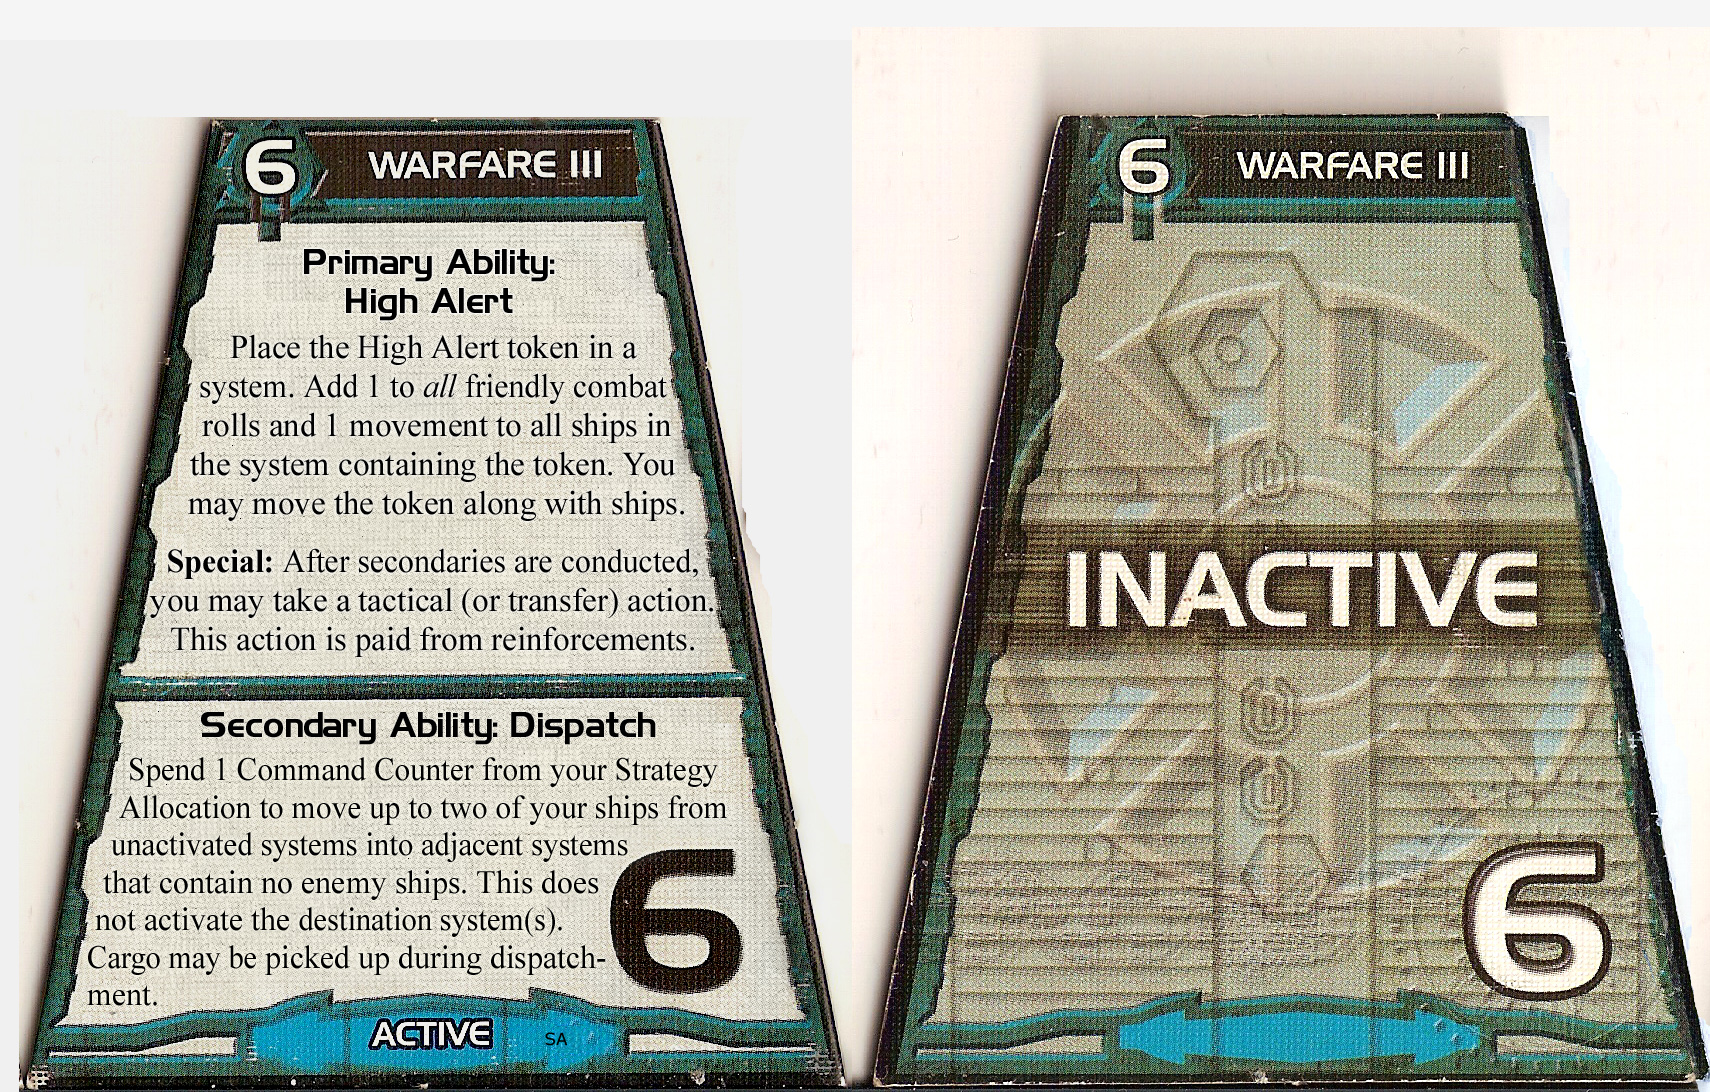 6
WARFARE III
Primary Ability:
High Alert
Place the High Alert token in a
system. Add 1 to all friendly combat
rolls and 1 movement to all ships in
the system containing the token. You
may move the token along with ships.
Special: After secondaries are conducted,
you may take a tactical (or transfer) action.
This action is paid from reinforcements.
Secondary Ability: Dispatch
Spend 1 Command Counter from your Strategy
Allocation to move up to two of your ships from
unactivated systems into adjacent systems
that contain no enemy ships. This does
not activate the destination system(s).
Cargo may be picked up during dispatch-
ment.
6
ACTIVE
SA
6
WARFARE III
INACTIVE
6